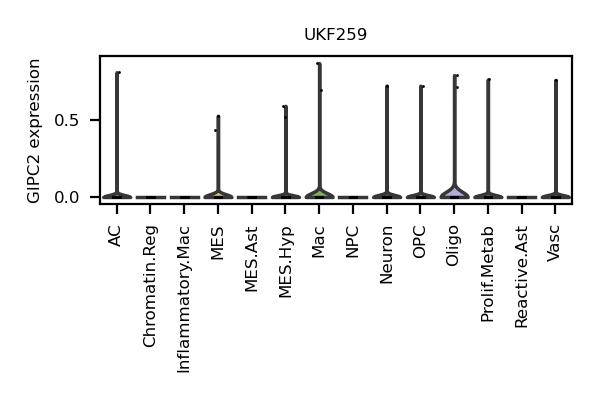 UKF259
GIPC2 expression
0.5
0.0
AC
Chromatin.Reg
Inflammatory.Mac
MES
MES.Ast
MES.Hyp
Mac
NPC
Neuron
OPC
Oligo
Prolif.Metab
Reactive.Ast
Vasc